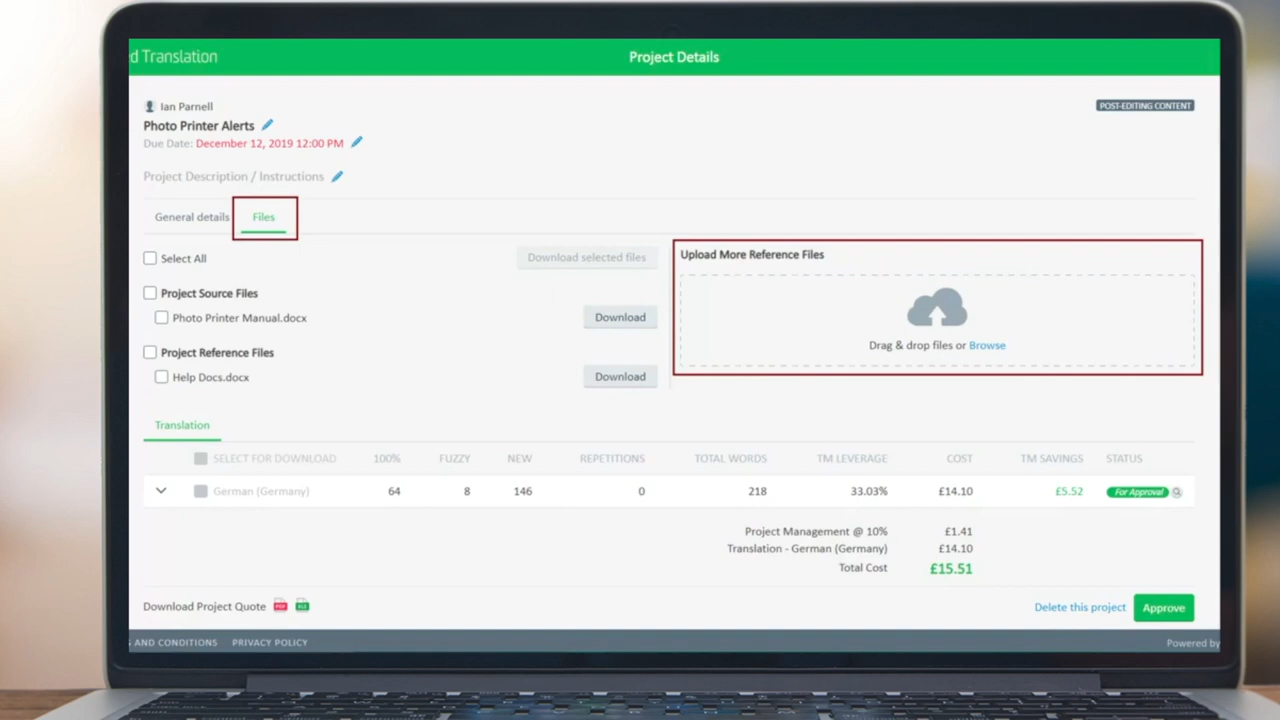 d Translation
Project Details
Ian Parnell
POST-EDITING CONTENT
Photo Printer Alerts
Due Date: December 12, 2019 12:00 PM
Project Description / Instructions
General details
Files
Select All
Download selected files
Upload More Reference Files
Project Source Files
Photo Printer Manual.docx
Download
Drag & drop files or Browse
Project Reference Files
Help Docs.docx
Download
Translation
SELECT FOR DOWNLOAD 100% FUZZY NEW REPETITIONS TOTAL WORDS TM LEVERAGE COST TM SAVINGS STATUS
German (Germany) 64 8 146 0 218 33.03% £14.10 £5.52 For Approval
Project Management @ 10% £1.41
Translation - German (Germany) £14.10
Total Cost £15.51
Download Project Quote PDF XLS
Delete this project
Approve
AND CONDITIONS PRIVACY POLICY
Powered by